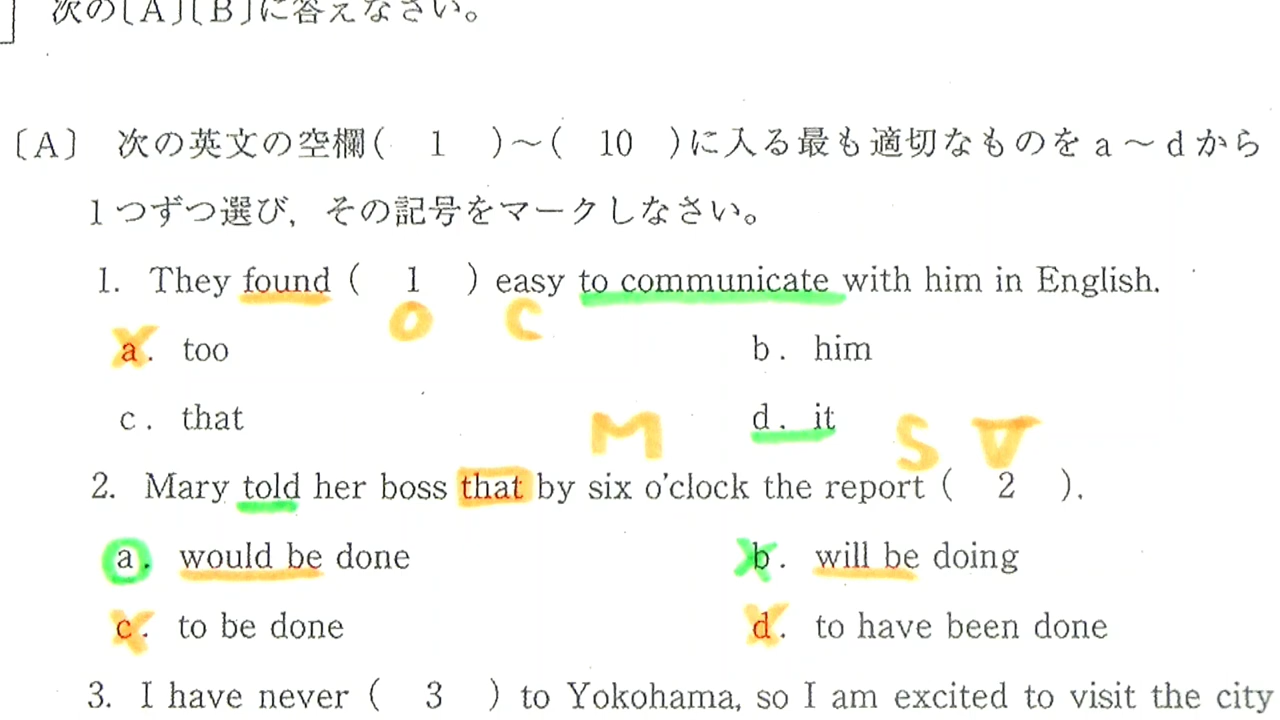 次の〔A〕〔B〕に答えなさい。
〔A〕 次の英文の空欄( 1 )～( 10 )に入る最も適切なものをa～dから
1つずつ選び，その記号をマークしなさい。
1. They found ( 1 ) easy to communicate with him in English.
O C
a. too b. him
c. that d. it
M S V
2. Mary told her boss that by six o'clock the report ( 2 ).
a. would be done b. will be doing
c. to be done d. to have been done
3. I have never ( 3 ) to Yokohama, so I am excited to visit the city